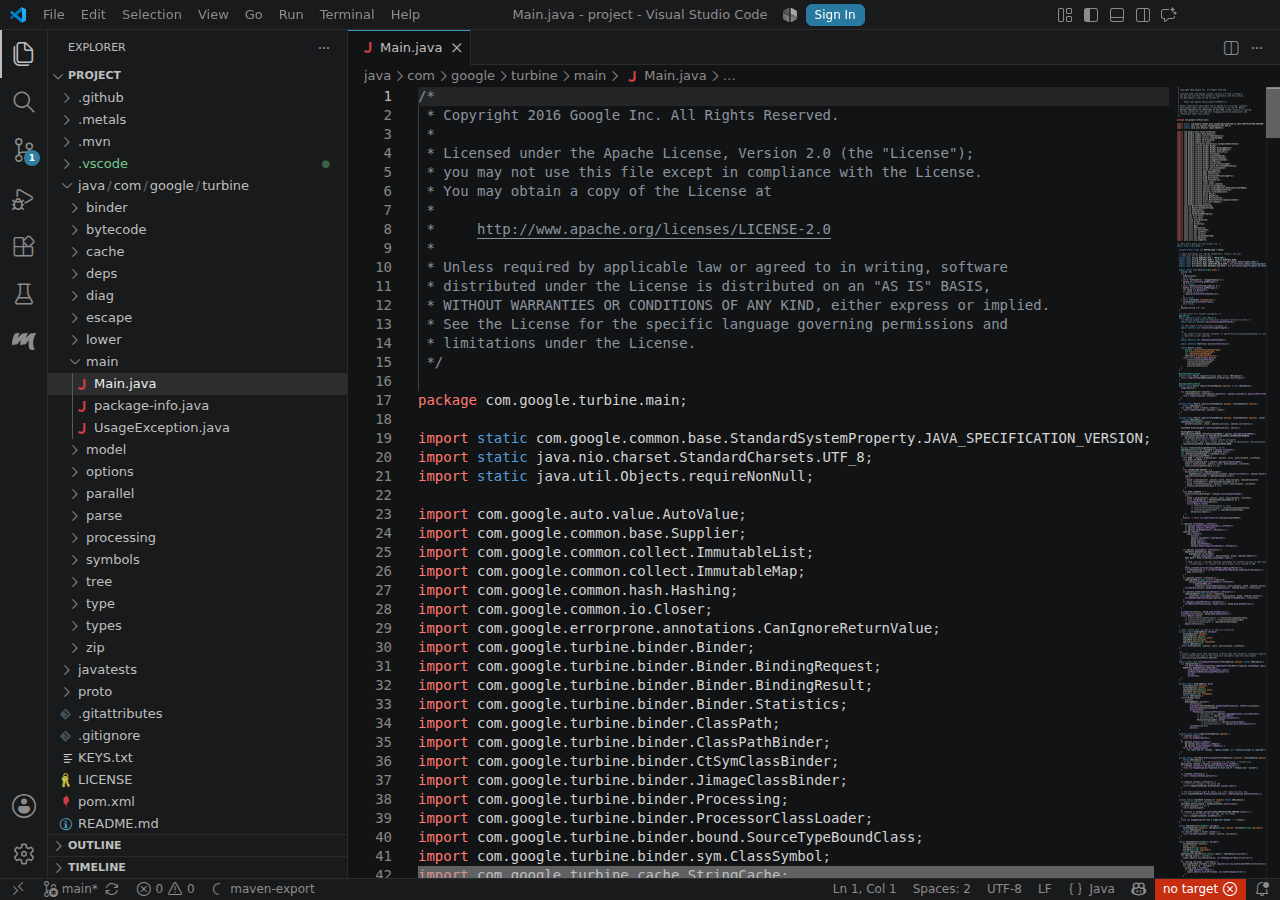 File Edit Selection View Go Run Terminal Help
Main.java - project - Visual Studio Code
Sign In
EXPLORER
PROJECT
.github
.metals
.mvn
.vscode
java/com/google/turbine
binder
bytecode
cache
deps
diag
escape
lower
main
Main.java
package-info.java
UsageException.java
model
options
parallel
parse
processing
symbols
tree
type
types
zip
javatests
proto
.gitattributes
.gitignore
KEYS.txt
LICENSE
pom.xml
README.md
OUTLINE
TIMELINE
1
Main.java
java > com > google > turbine > main > Main.java > ...
1 /*
2  * Copyright 2016 Google Inc. All Rights Reserved.
3  *
4  * Licensed under the Apache License, Version 2.0 (the "License");
5  * you may not use this file except in compliance with the License.
6  * You may obtain a copy of the License at
7  *
8  *     http://www.apache.org/licenses/LICENSE-2.0
9  *
10  * Unless required by applicable law or agreed to in writing, software
11  * distributed under the License is distributed on an "AS IS" BASIS,
12  * WITHOUT WARRANTIES OR CONDITIONS OF ANY KIND, either express or implied.
13  * See the License for the specific language governing permissions and
14  * limitations under the License.
15  */
16
17 package com.google.turbine.main;
18
19 import static com.google.common.base.StandardSystemProperty.JAVA_SPECIFICATION_VERSION;
20 import static java.nio.charset.StandardCharsets.UTF_8;
21 import static java.util.Objects.requireNonNull;
22
23 import com.google.auto.value.AutoValue;
24 import com.google.common.base.Supplier;
25 import com.google.common.collect.ImmutableList;
26 import com.google.common.collect.ImmutableMap;
27 import com.google.common.hash.Hashing;
28 import com.google.common.io.Closer;
29 import com.google.errorprone.annotations.CanIgnoreReturnValue;
30 import com.google.turbine.binder.Binder;
31 import com.google.turbine.binder.Binder.BindingRequest;
32 import com.google.turbine.binder.Binder.BindingResult;
33 import com.google.turbine.binder.Binder.Statistics;
34 import com.google.turbine.binder.ClassPath;
35 import com.google.turbine.binder.ClassPathBinder;
36 import com.google.turbine.binder.CtSymClassBinder;
37 import com.google.turbine.binder.JimageClassBinder;
38 import com.google.turbine.binder.Processing;
39 import com.google.turbine.binder.ProcessorClassLoader;
40 import com.google.turbine.binder.bound.SourceTypeBoundClass;
41 import com.google.turbine.binder.sym.ClassSymbol;
42 import com.google.turbine.cache.StringCache;
main* 0 0 maven-export
Ln 1, Col 1 Spaces: 2 UTF-8 LF { } Java no target